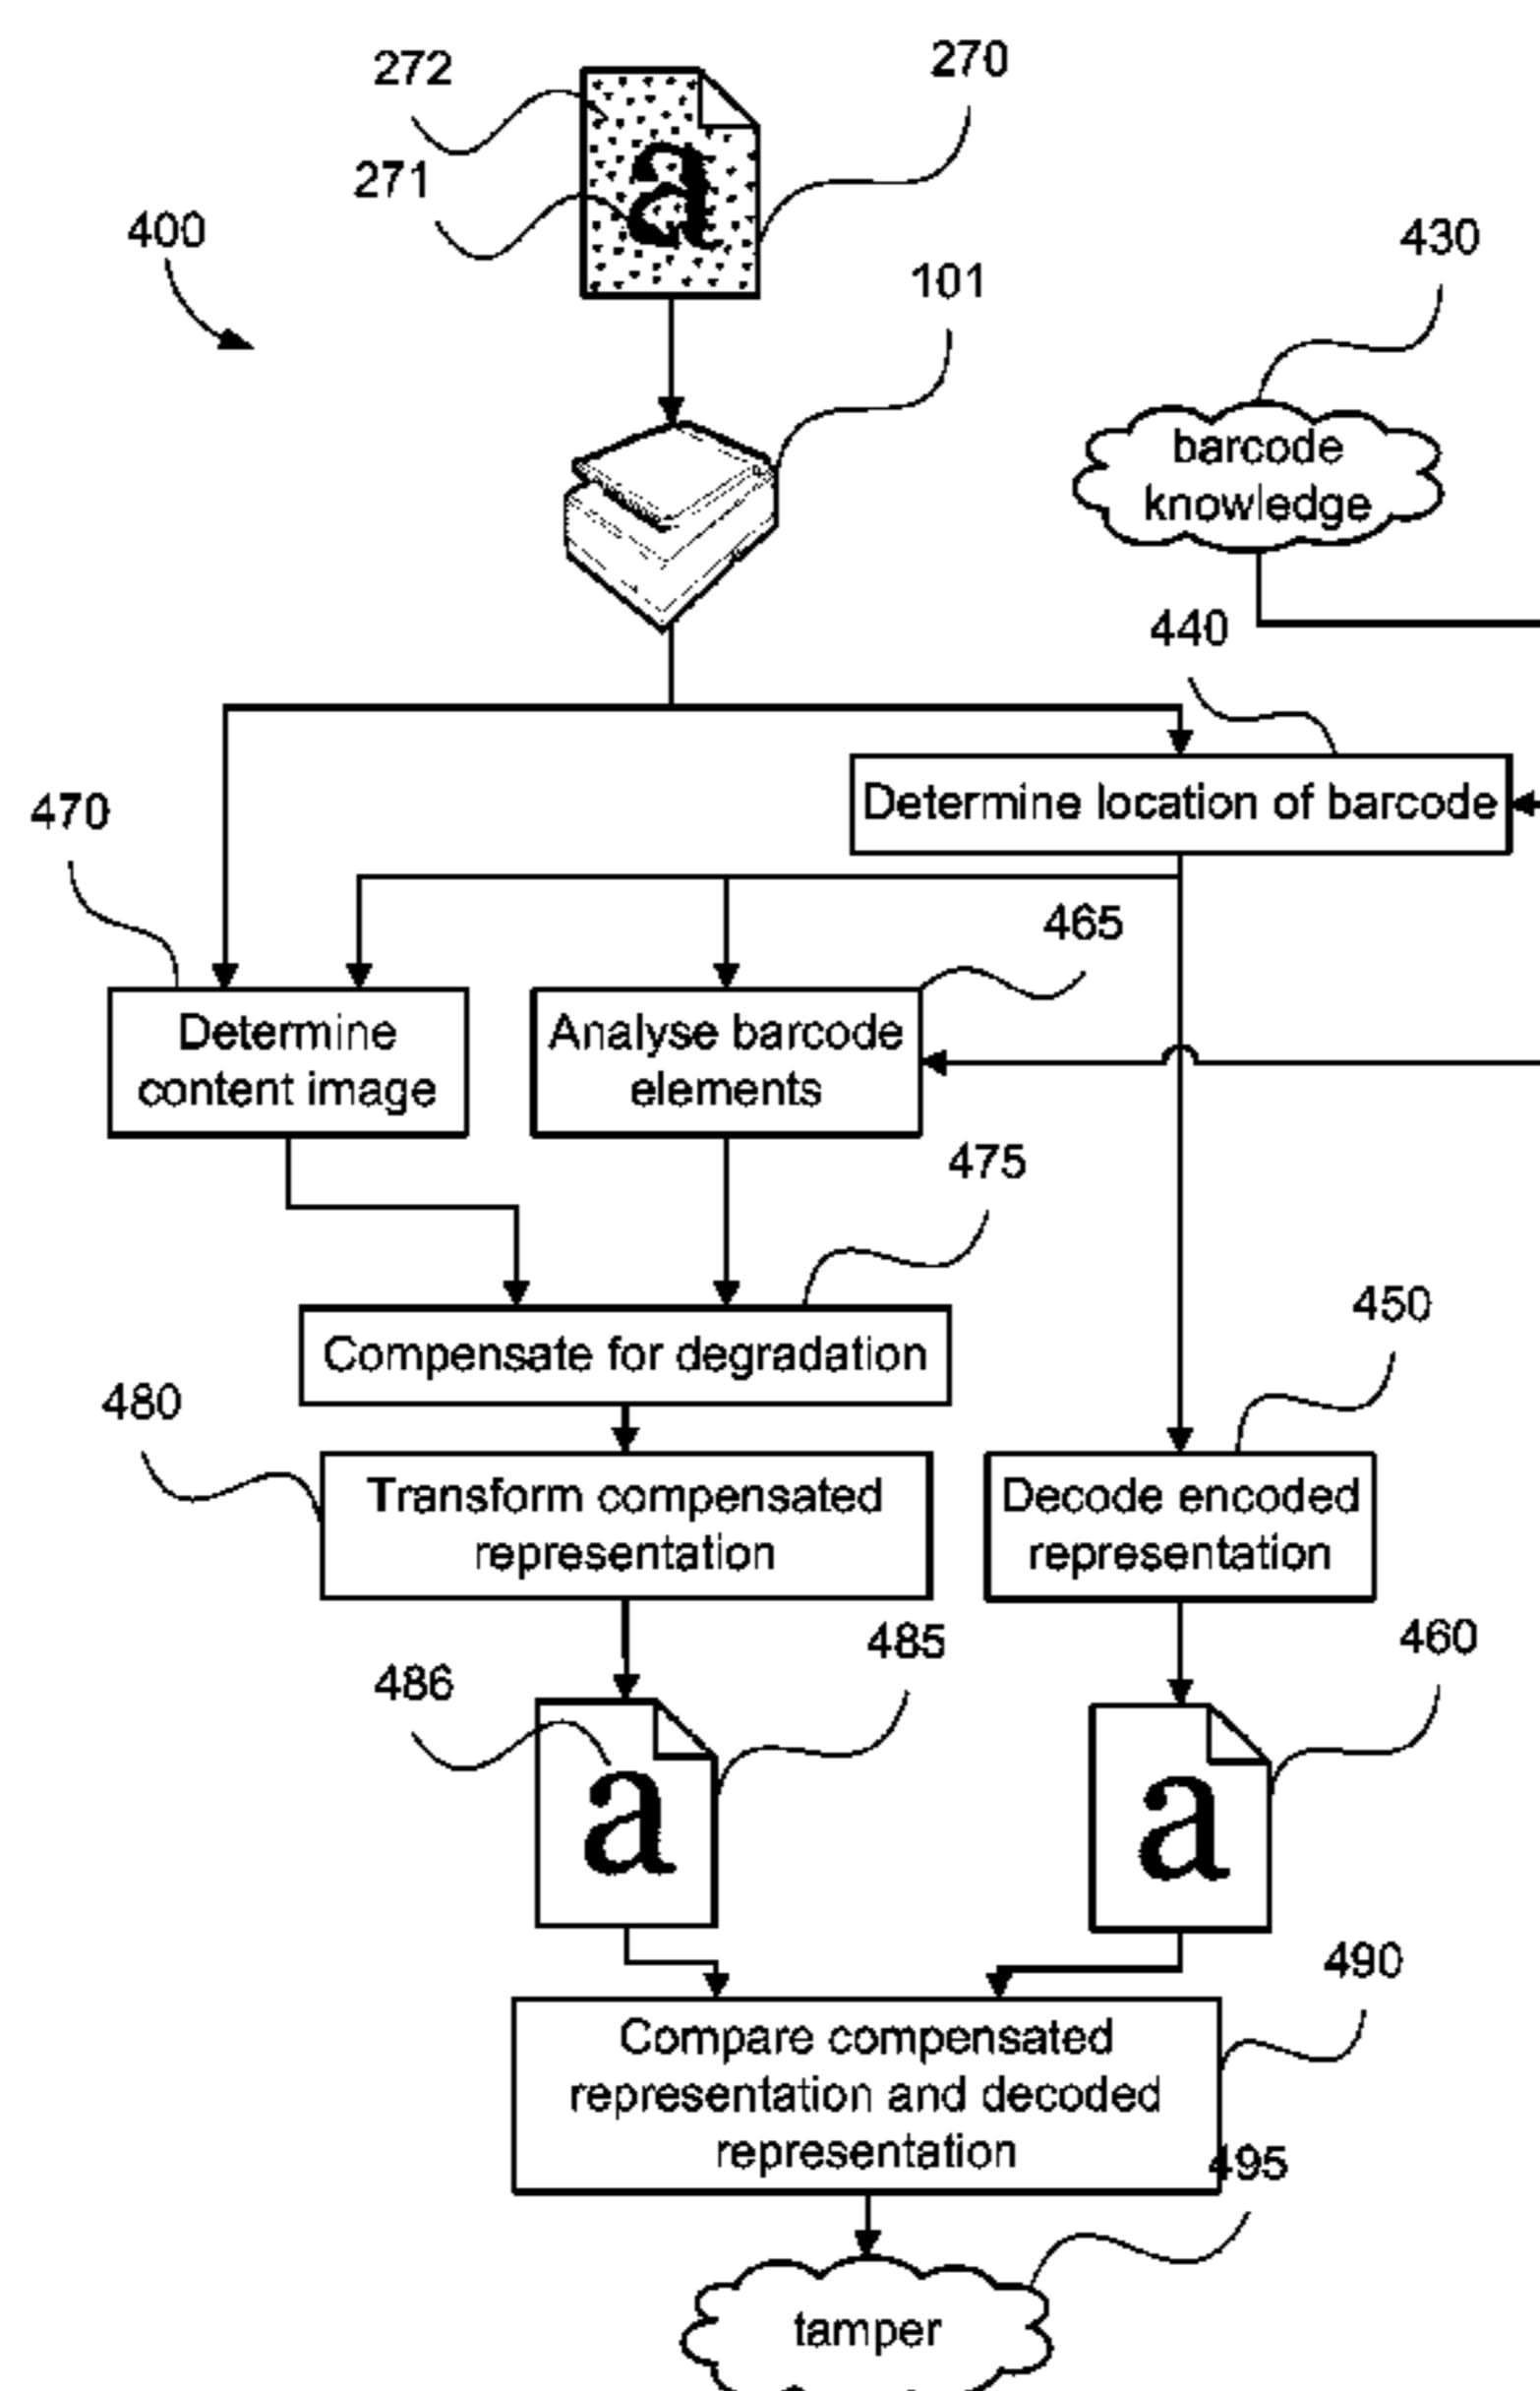 272
270
a
271
400
101
430
barcode
knowledge
440
Determine location of barcode
470
465
Determine
content image
Analyse barcode
elements
475
Compensate for degradation
450
480
Transform compensated
representation
Decode encoded
representation
485
460
486
a
a
490
Compare compensated
representation and decoded
representation
495
tamper